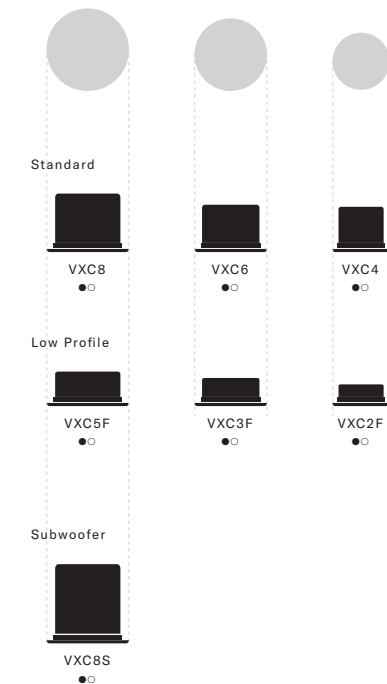 Standard
VXC8 VXC6 VXC4
Low Profile
VXC5F VXC3F VXC2F
Subwoofer
VXC8S